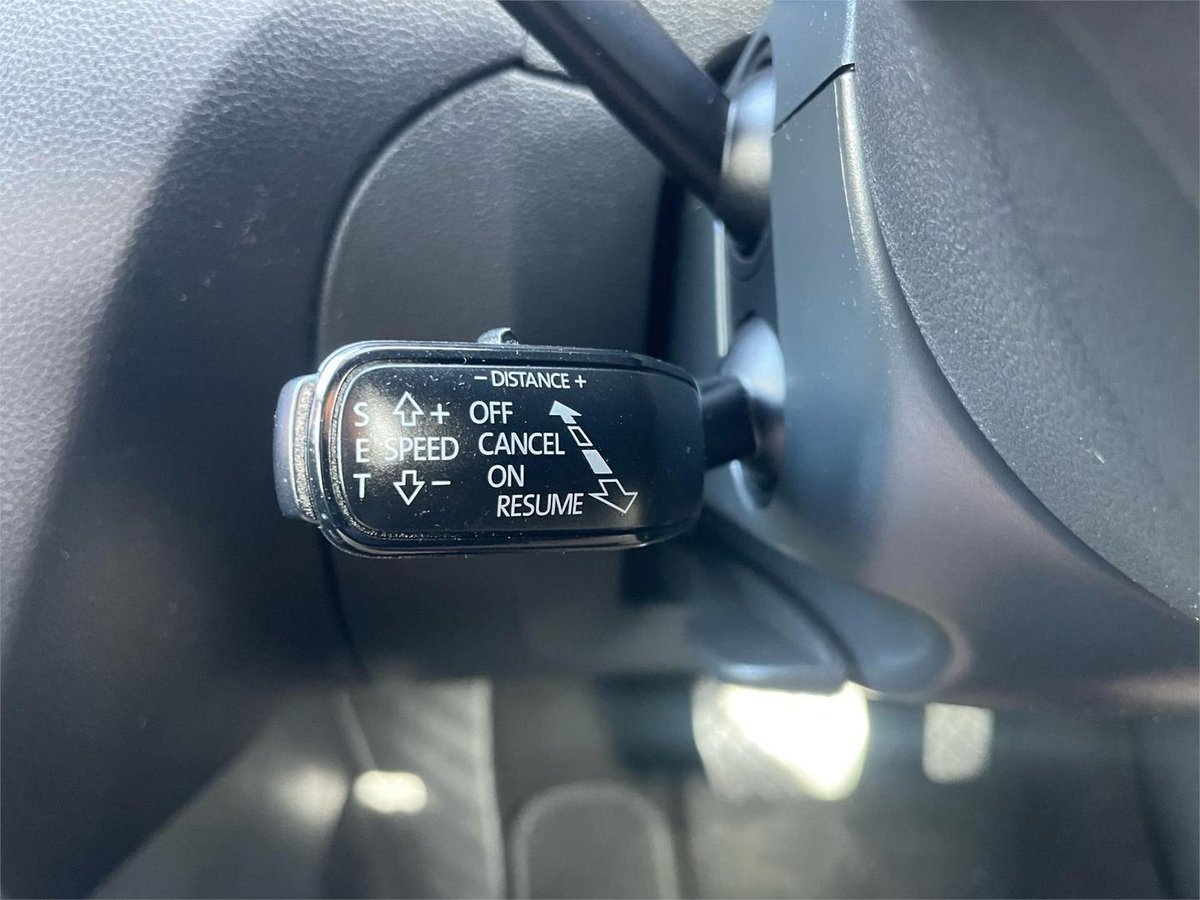 − DISTANCE +
S + OFF
E SPEED CANCEL
T − ON
RESUME